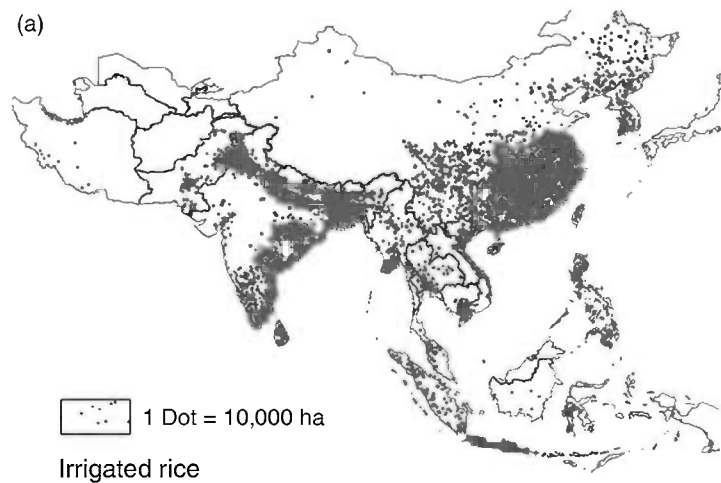 (a)
1 Dot = 10,000 ha
Irrigated rice